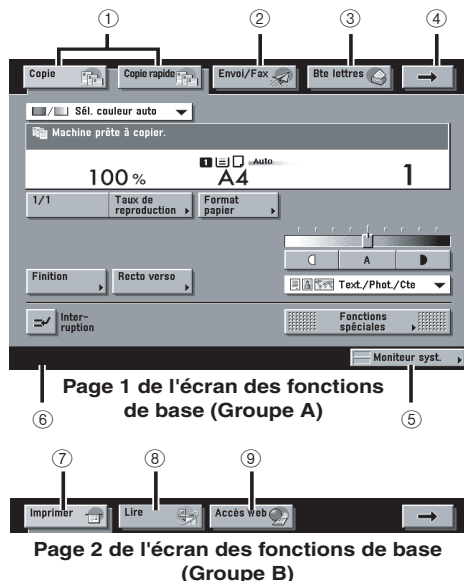 ① ② ③ ④
Copie Copie rapide Envoi/Fax Bte lettres →
Sél. couleur auto
Machine prête à copier.
1 Auto
100 % A4 1
1/1 Taux de reproduction Format papier
A
Finition Recto verso Text./Phot./Cte
Inter-
ruption
Fonctions
spéciales
Moniteur syst.
Page 1 de l'écran des fonctions
de base (Groupe A)
⑥ ⑤
⑦ ⑧ ⑨
Imprimer Lire Accès web →
Page 2 de l'écran des fonctions de base
(Groupe B)